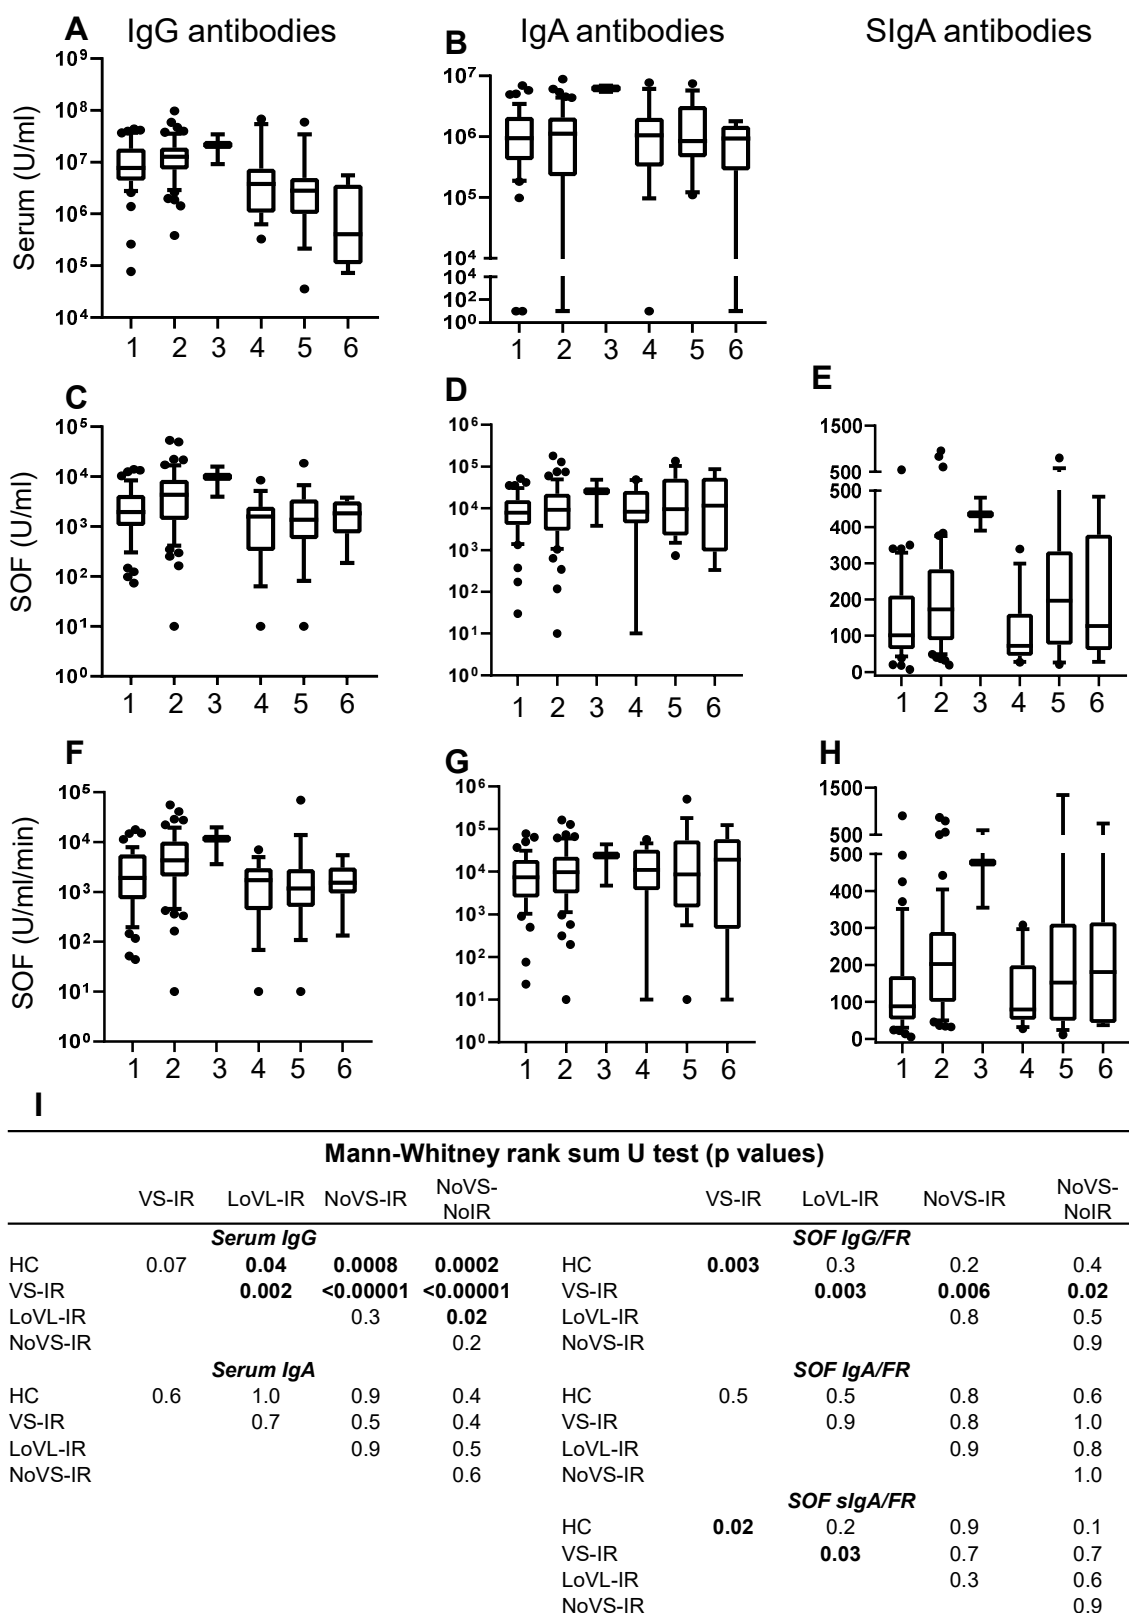 A IgG antibodies
B IgA antibodies
SIgA antibodies
Serum (U/ml)
10⁹
10⁸
10⁷
10⁶
10⁵
10⁴
1 2 3 4 5 6
10⁷
10⁶
10⁵
10⁴
10⁴
10²
10⁰
1 2 3 4 5 6
C
SOF (U/ml)
10⁵
10⁴
10³
10²
10¹
10⁰
1 2 3 4 5 6
D
10⁶
10⁵
10⁴
10³
10²
10¹
10⁰
1 2 3 4 5 6
E
1500
500
500
400
300
200
100
0
1 2 3 4 5 6
F
SOF (U/ml/min)
10⁵
10⁴
10³
10²
10¹
10⁰
1 2 3 4 5 6
G
10⁶
10⁵
10⁴
10³
10²
10¹
10⁰
1 2 3 4 5 6
H
1500
500
500
400
300
200
100
0
1 2 3 4 5 6
I
Mann-Whitney rank sum U test (p values)
VS-IR LoVL-IR NoVS-IR NoVS-
NoIR
VS-IR LoVL-IR NoVS-IR NoVS-
NoIR
Serum IgG
HC 0.07 0.04 0.0008 0.0002
VS-IR 0.002 <0.00001 <0.00001
LoVL-IR 0.3 0.02
NoVS-IR 0.2
Serum IgA
HC 0.6 1.0 0.9 0.4
VS-IR 0.7 0.5 0.4
LoVL-IR 0.9 0.5
NoVS-IR 0.6
SOF IgG/FR
HC 0.003 0.3 0.2 0.4
VS-IR 0.003 0.006 0.02
LoVL-IR 0.8 0.5
NoVS-IR 0.9
SOF IgA/FR
HC 0.5 0.5 0.8 0.6
VS-IR 0.9 0.8 1.0
LoVL-IR 0.9 0.8
NoVS-IR 1.0
SOF sIgA/FR
HC 0.02 0.2 0.9 0.1
VS-IR 0.03 0.7 0.7
LoVL-IR 0.3 0.6
NoVS-IR 0.9